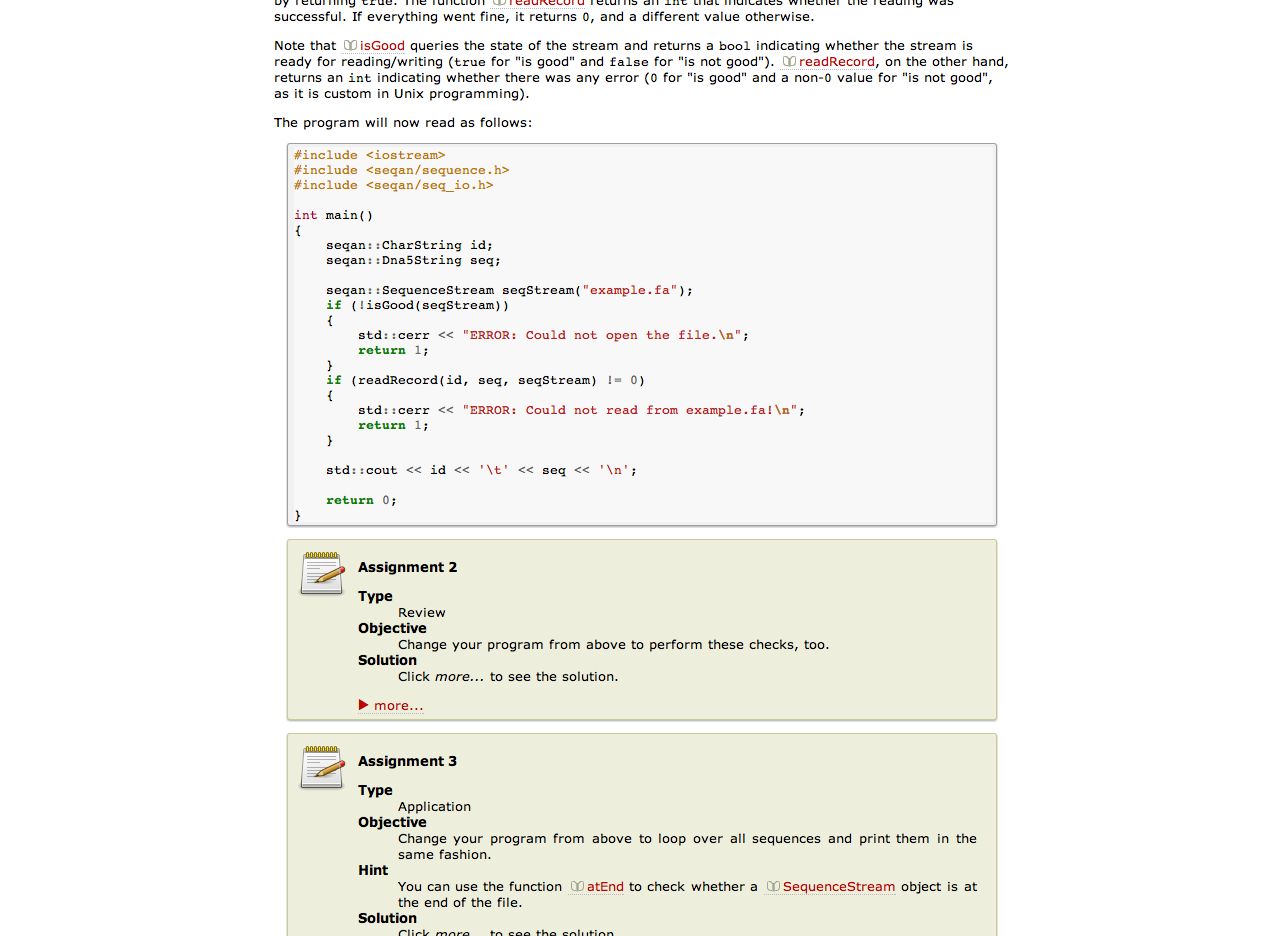 by returning true. The function readRecord returns an int that indicates whether the reading was
successful. If everything went fine, it returns 0, and a different value otherwise.
Note that isGood queries the state of the stream and returns a bool indicating whether the stream is
ready for reading/writing (true for "is good" and false for "is not good"). readRecord, on the other hand,
returns an int indicating whether there was any error (0 for "is good" and a non-0 value for "is not good",
as it is custom in Unix programming).
The program will now read as follows:
#include <iostream>
#include <seqan/sequence.h>
#include <seqan/seq_io.h>
int main()
{
    seqan::CharString id;
    seqan::Dna5String seq;
    seqan::SequenceStream seqStream("example.fa");
    if (!isGood(seqStream))
    {
        std::cerr << "ERROR: Could not open the file.\n";
        return 1;
    }
    if (readRecord(id, seq, seqStream) != 0)
    {
        std::cerr << "ERROR: Could not read from example.fa!\n";
        return 1;
    }
    std::cout << id << '\t' << seq << '\n';
    return 0;
}
Assignment 2
Type
Review
Objective
Change your program from above to perform these checks, too.
Solution
Click more... to see the solution.
more...
Assignment 3
Type
Application
Objective
Change your program from above to loop over all sequences and print them in the
same fashion.
Hint
You can use the function atEnd to check whether a SequenceStream object is at
the end of the file.
Solution
Click more... to see the solution.